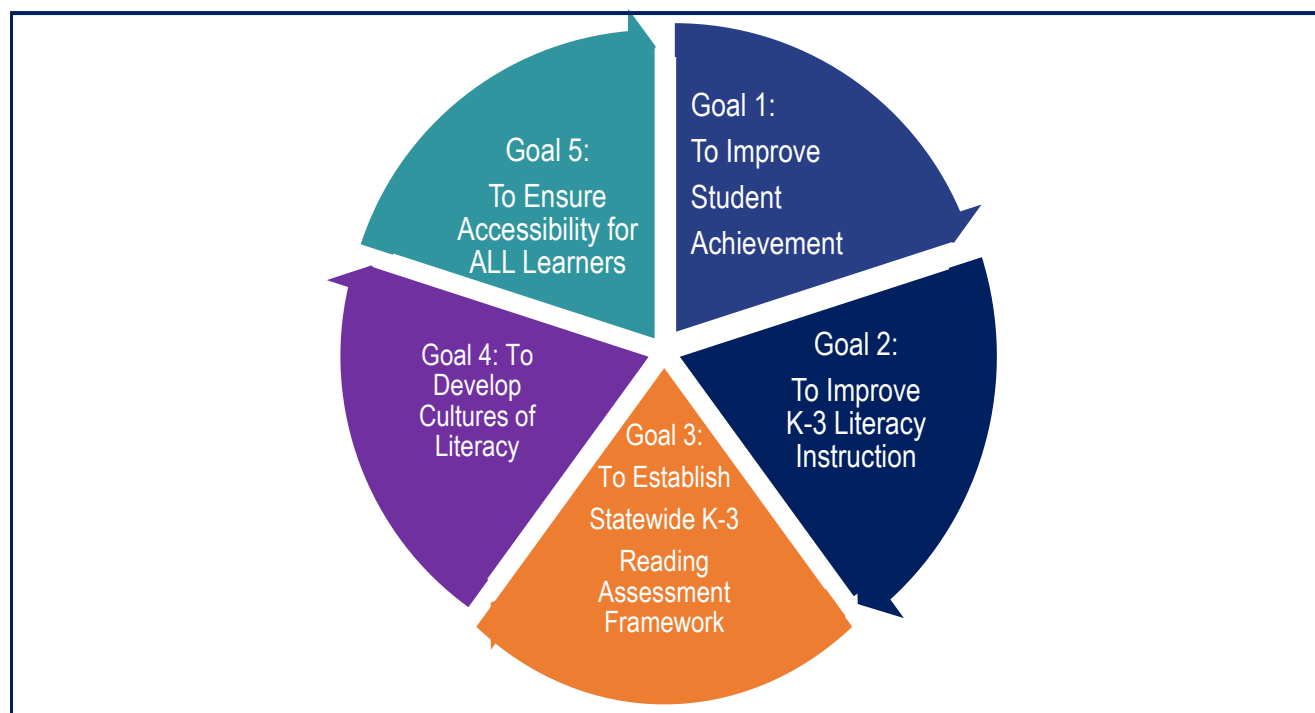 Goal 1:
To Improve
Student
Achievement
Goal 2:
To Improve
K-3 Literacy
Instruction
Goal 3:
To Establish
Statewide K-3
Reading
Assessment
Framework
Goal 4: To
Develop
Cultures of
Literacy
Goal 5:
To Ensure
Accessibility for
ALL Learners